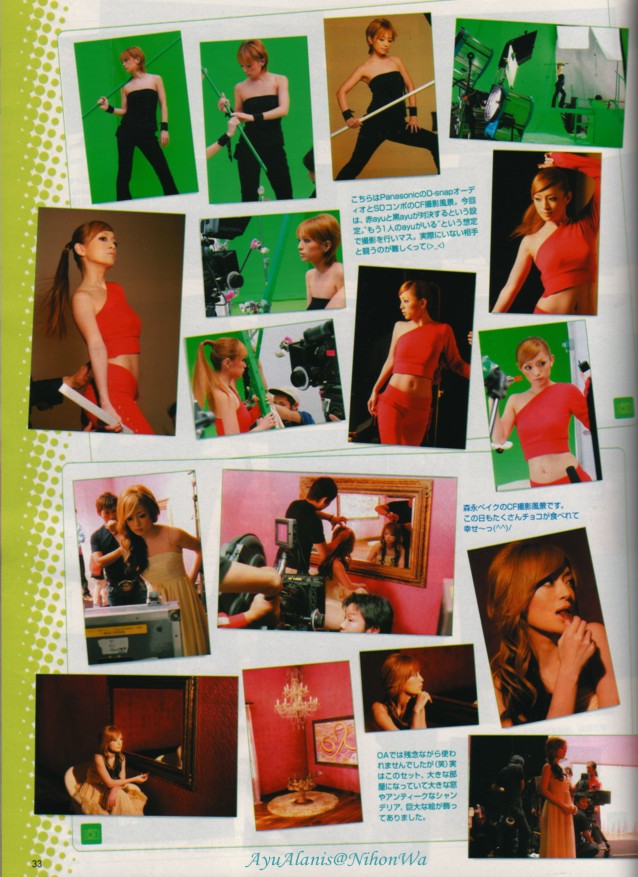 こちらはPanasonicのD-snapオーデ
ィオとSDコンポのCF撮影風景。今回
は、赤ayuと黒ayuが対決するという設
定。"もう1人のayuがいる"という想定
で撮影を行いマス。実際にいない相手
と闘うのが難しくって(>_<)
森永ベイクのCF撮影風景です。
この日もたくさんチョコが食べれて
幸せ〜っ(^^)/
OAでは残念ながら使わ
れませんでしたが(笑)実
はこのセット、大きな部
屋になっていて大きな窓
やアンティークなシャン
デリア、巨大な絵が飾っ
てありました。
33
AyuAlanis@NihonWa